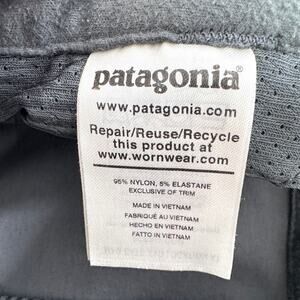 patagonia®
www.patagonia.com
Repair/Reuse/Recycle
this product at
www.wornwear.com
95% NYLON, 5% ELASTANE
EXCLUSIVE OF TRIM
MADE IN VIETNAM
FABRIQUÉ AU VIETNAM
HECHO EN VIETNAM
FATTO IN VIETNAM